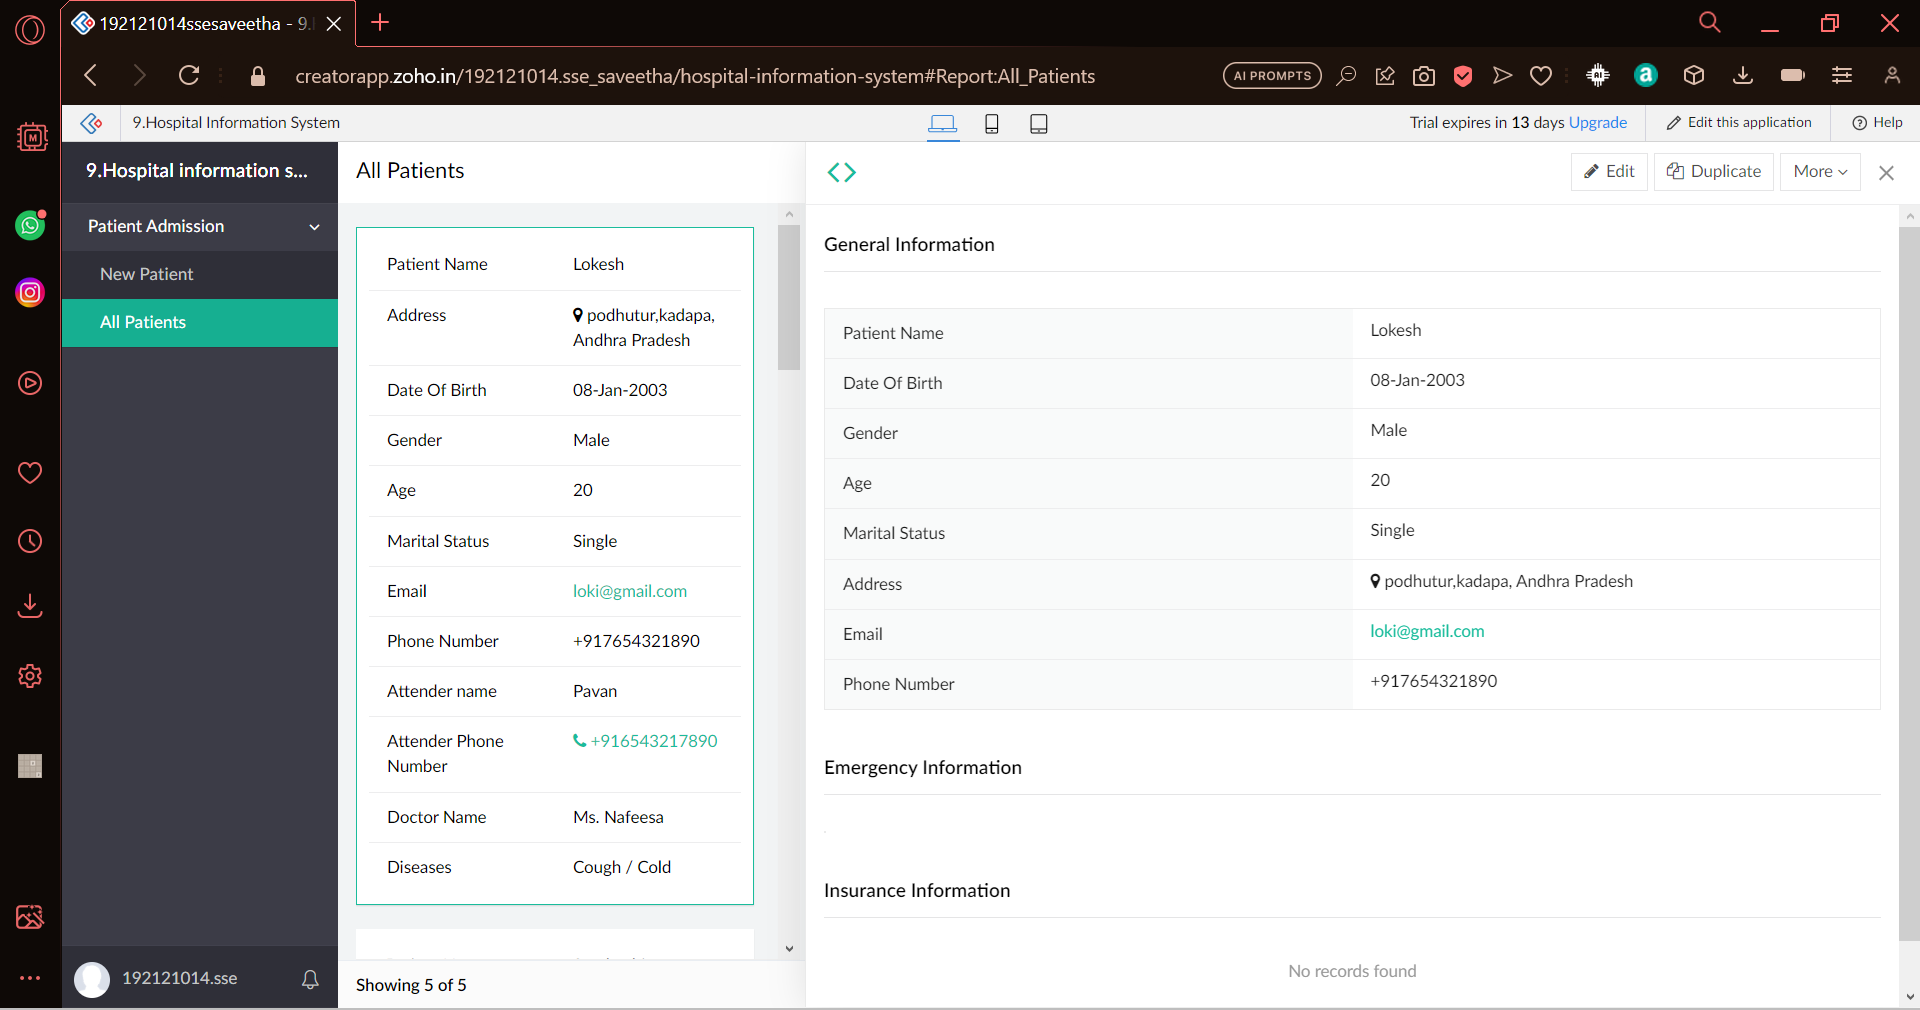 192121014ssesaveetha - 9.
creatorapp.zoho.in/192121014.sse_saveetha/hospital-information-system#Report:All_Patients
AI PROMPTS
9.Hospital Information System
Trial expires in 13 days Upgrade
Edit this application
Help
9.Hospital information s...
Patient Admission
New Patient
All Patients
192121014.sse
All Patients
Patient Name Lokesh
Address podhutur,kadapa,
Andhra Pradesh
Date Of Birth 08-Jan-2003
Gender Male
Age 20
Marital Status Single
Email loki@gmail.com
Phone Number +917654321890
Attender name Pavan
Attender Phone +916543217890
Number
Doctor Name Ms. Nafeesa
Diseases Cough / Cold
Showing 5 of 5
Edit
Duplicate
More
General Information
Patient Name Lokesh
Date Of Birth 08-Jan-2003
Gender Male
Age 20
Marital Status Single
Address podhutur,kadapa, Andhra Pradesh
Email loki@gmail.com
Phone Number +917654321890
Emergency Information
Insurance Information
No records found